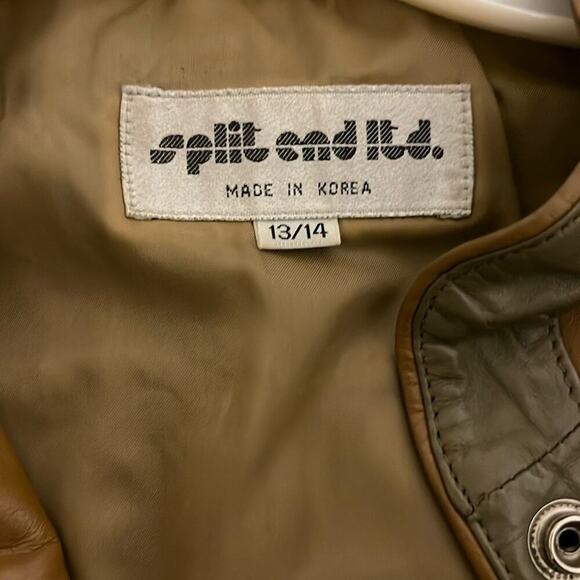 split end ltd.
MADE IN KOREA
13/14